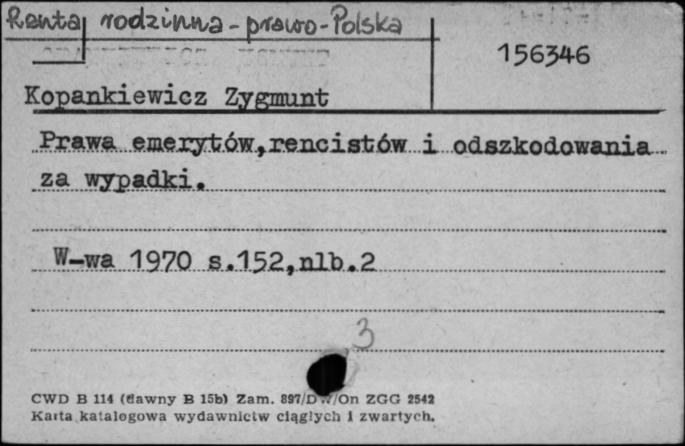 Renta rodzinna - prawo - Polska
156346
Kopankiewicz Zygmunt
Prawa emerytów,rencistów i odszkodowania
za wypadki.
W-wa 1970 s.152,nlb.2
3
CWD B 114 (dawny B 15b) Zam. 897/DW/On ZGG 2542
Karta katalogowa wydawnictw ciągłych i zwartych.